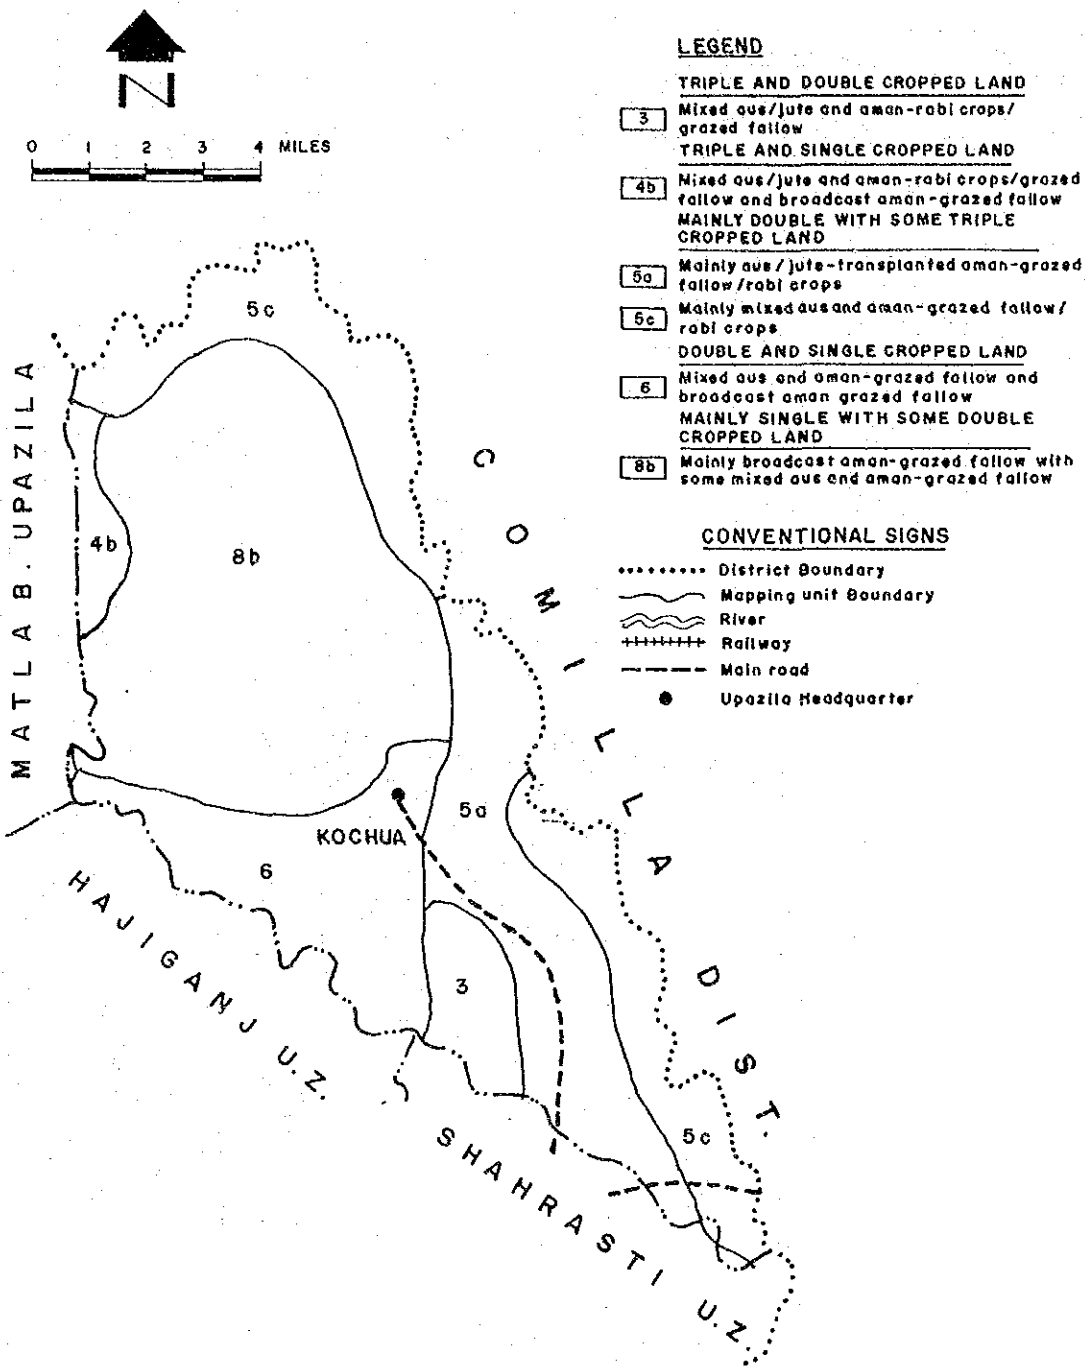 N
0 1 2 3 4 MILES
LEGEND
TRIPLE AND DOUBLE CROPPED LAND
3 Mixed aus/jute and aman-rabi crops/
grazed fallow
TRIPLE AND SINGLE CROPPED LAND
4b Mixed aus/jute and aman-rabi crops/grazed
fallow and broadcast aman-grazed fallow
MAINLY DOUBLE WITH SOME TRIPLE
CROPPED LAND
5a Mainly aus/jute-transplanted aman-grazed
fallow/rabi crops
5c Mainly mixed aus and aman-grazed fallow/
rabi crops
DOUBLE AND SINGLE CROPPED LAND
6 Mixed aus and aman-grazed fallow and
broadcast aman grazed fallow
MAINLY SINGLE WITH SOME DOUBLE
CROPPED LAND
8b Mainly broadcast aman-grazed fallow with
some mixed aus and aman-grazed fallow
CONVENTIONAL SIGNS
District Boundary
Mapping unit Boundary
River
Railway
Main road
Upazila Headquarter
5c
MATLAB. UPAZILA
4b
8b
COMILLA DIST.
5a
KOCHUA
6
HAJIGANJ U.Z.
3
5c
SHAHRASTI U.Z.